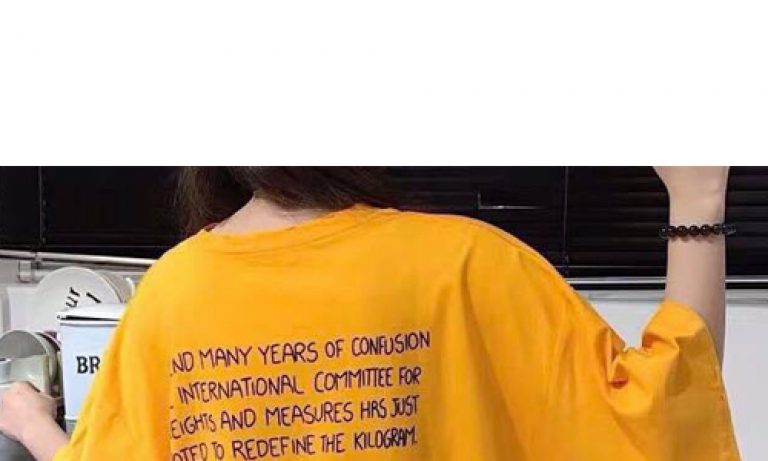 ND MANY YEARS OF CONFUSION
INTERNATIONAL COMMITTEE FOR
EIGHTS AND MEASURES HAS JUST
OTED TO REDEFINE THE KILOGRAM.
BR
ur